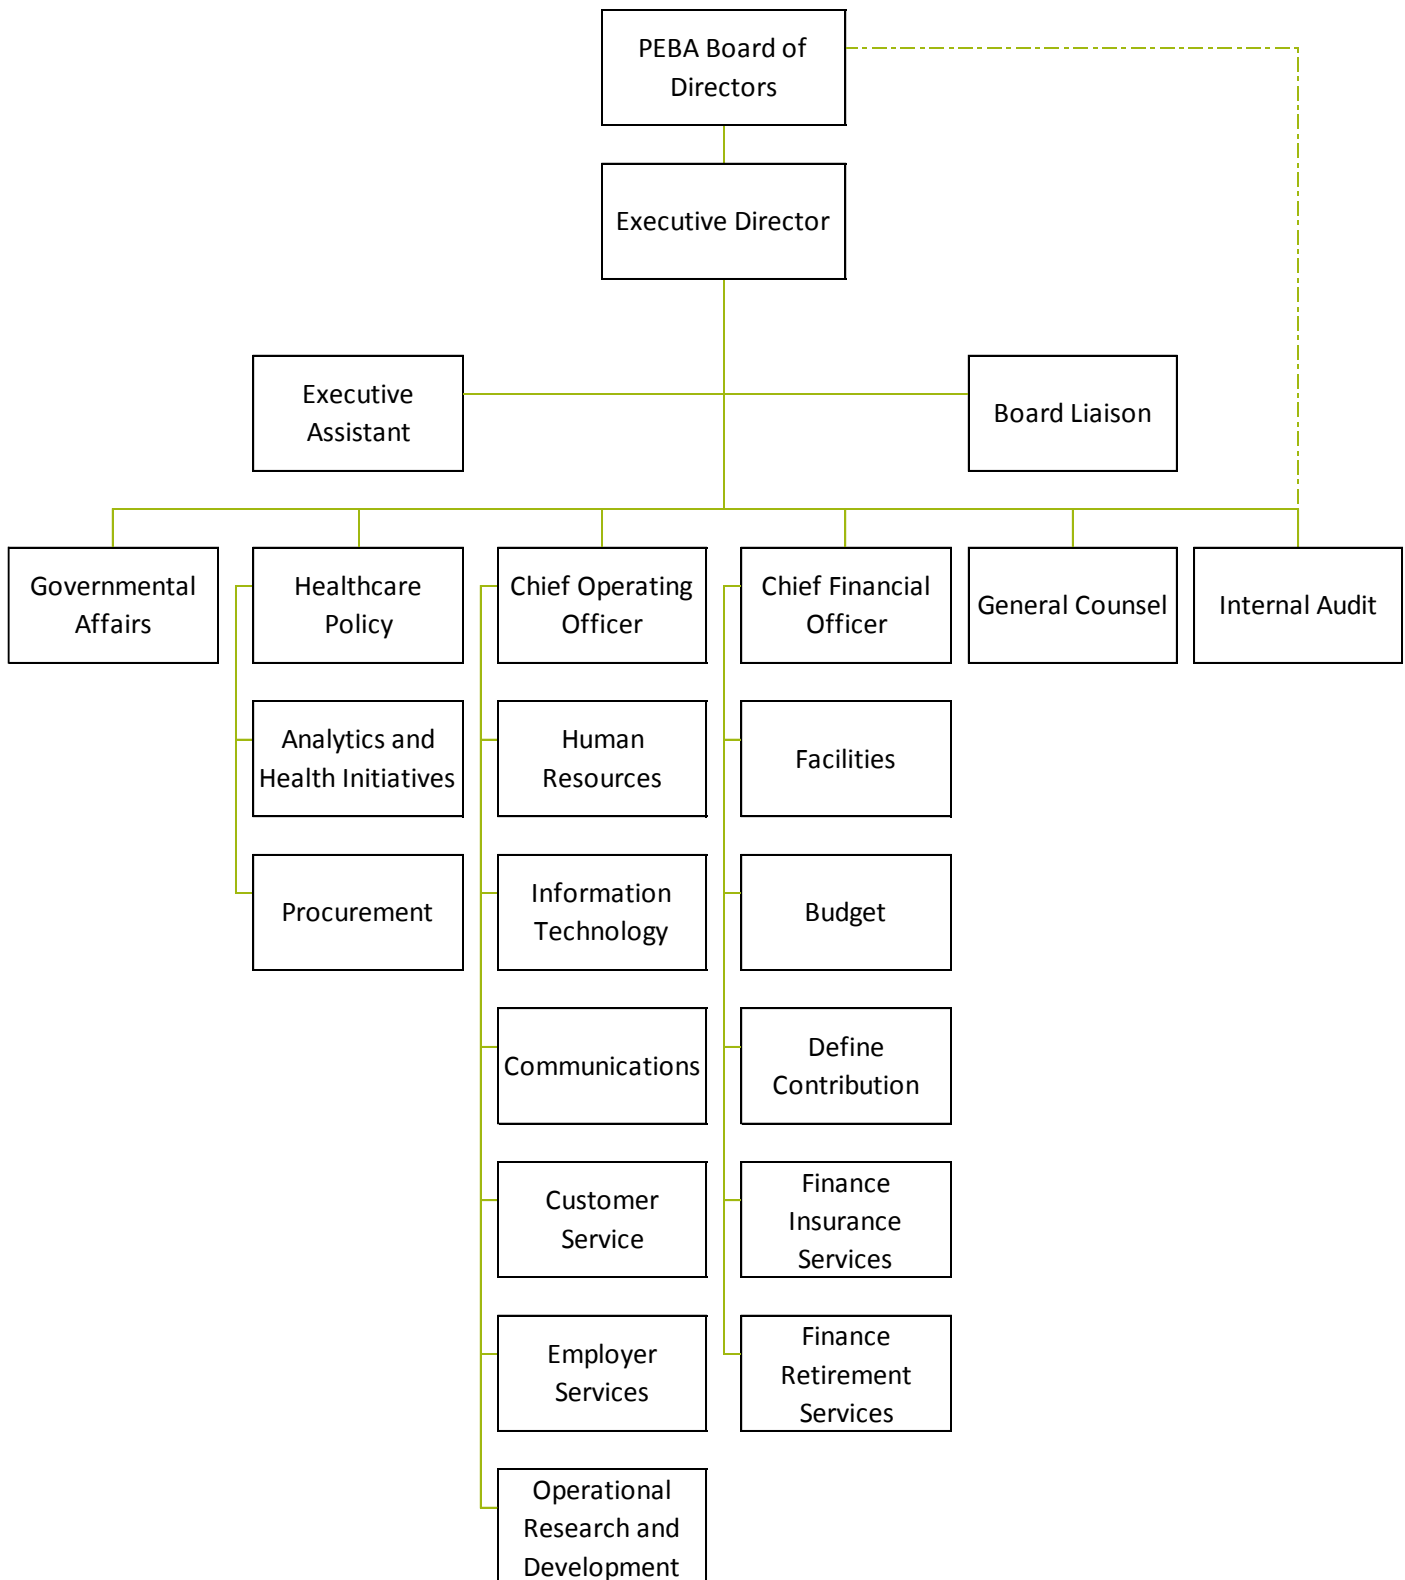 PEBA Board of
Directors
Executive Director
Executive
Assistant
Board Liaison
Governmental
Affairs
Healthcare
Policy
Chief Operating
Officer
Chief Financial
Officer
General Counsel
Internal Audit
Analytics and
Health Initiatives
Human
Resources
Facilities
Procurement
Information
Technology
Budget
Communications
Define
Contribution
Customer
Service
Finance
Insurance
Services
Employer
Services
Finance
Retirement
Services
Operational
Research and
Development